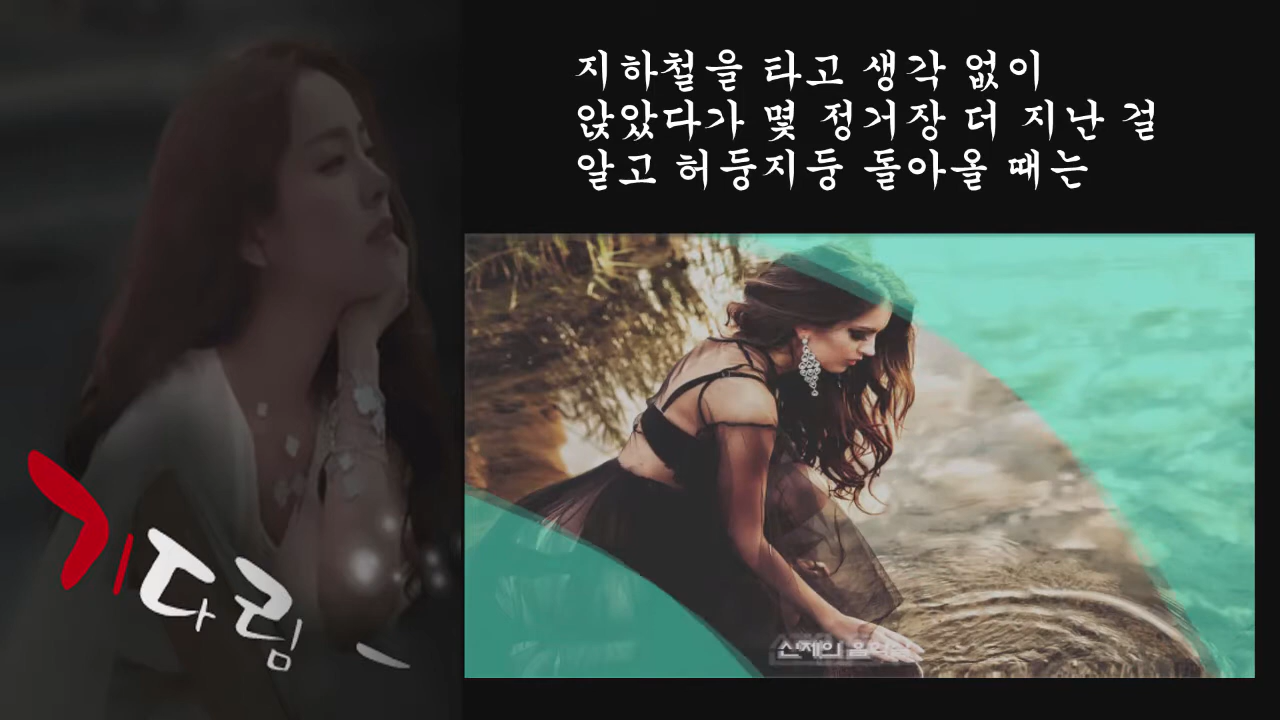 지하철을 타고 생각 없이
앉았다가 몇 정거장 더 지난 걸
알고 허둥지둥 돌아올 때는
기다림